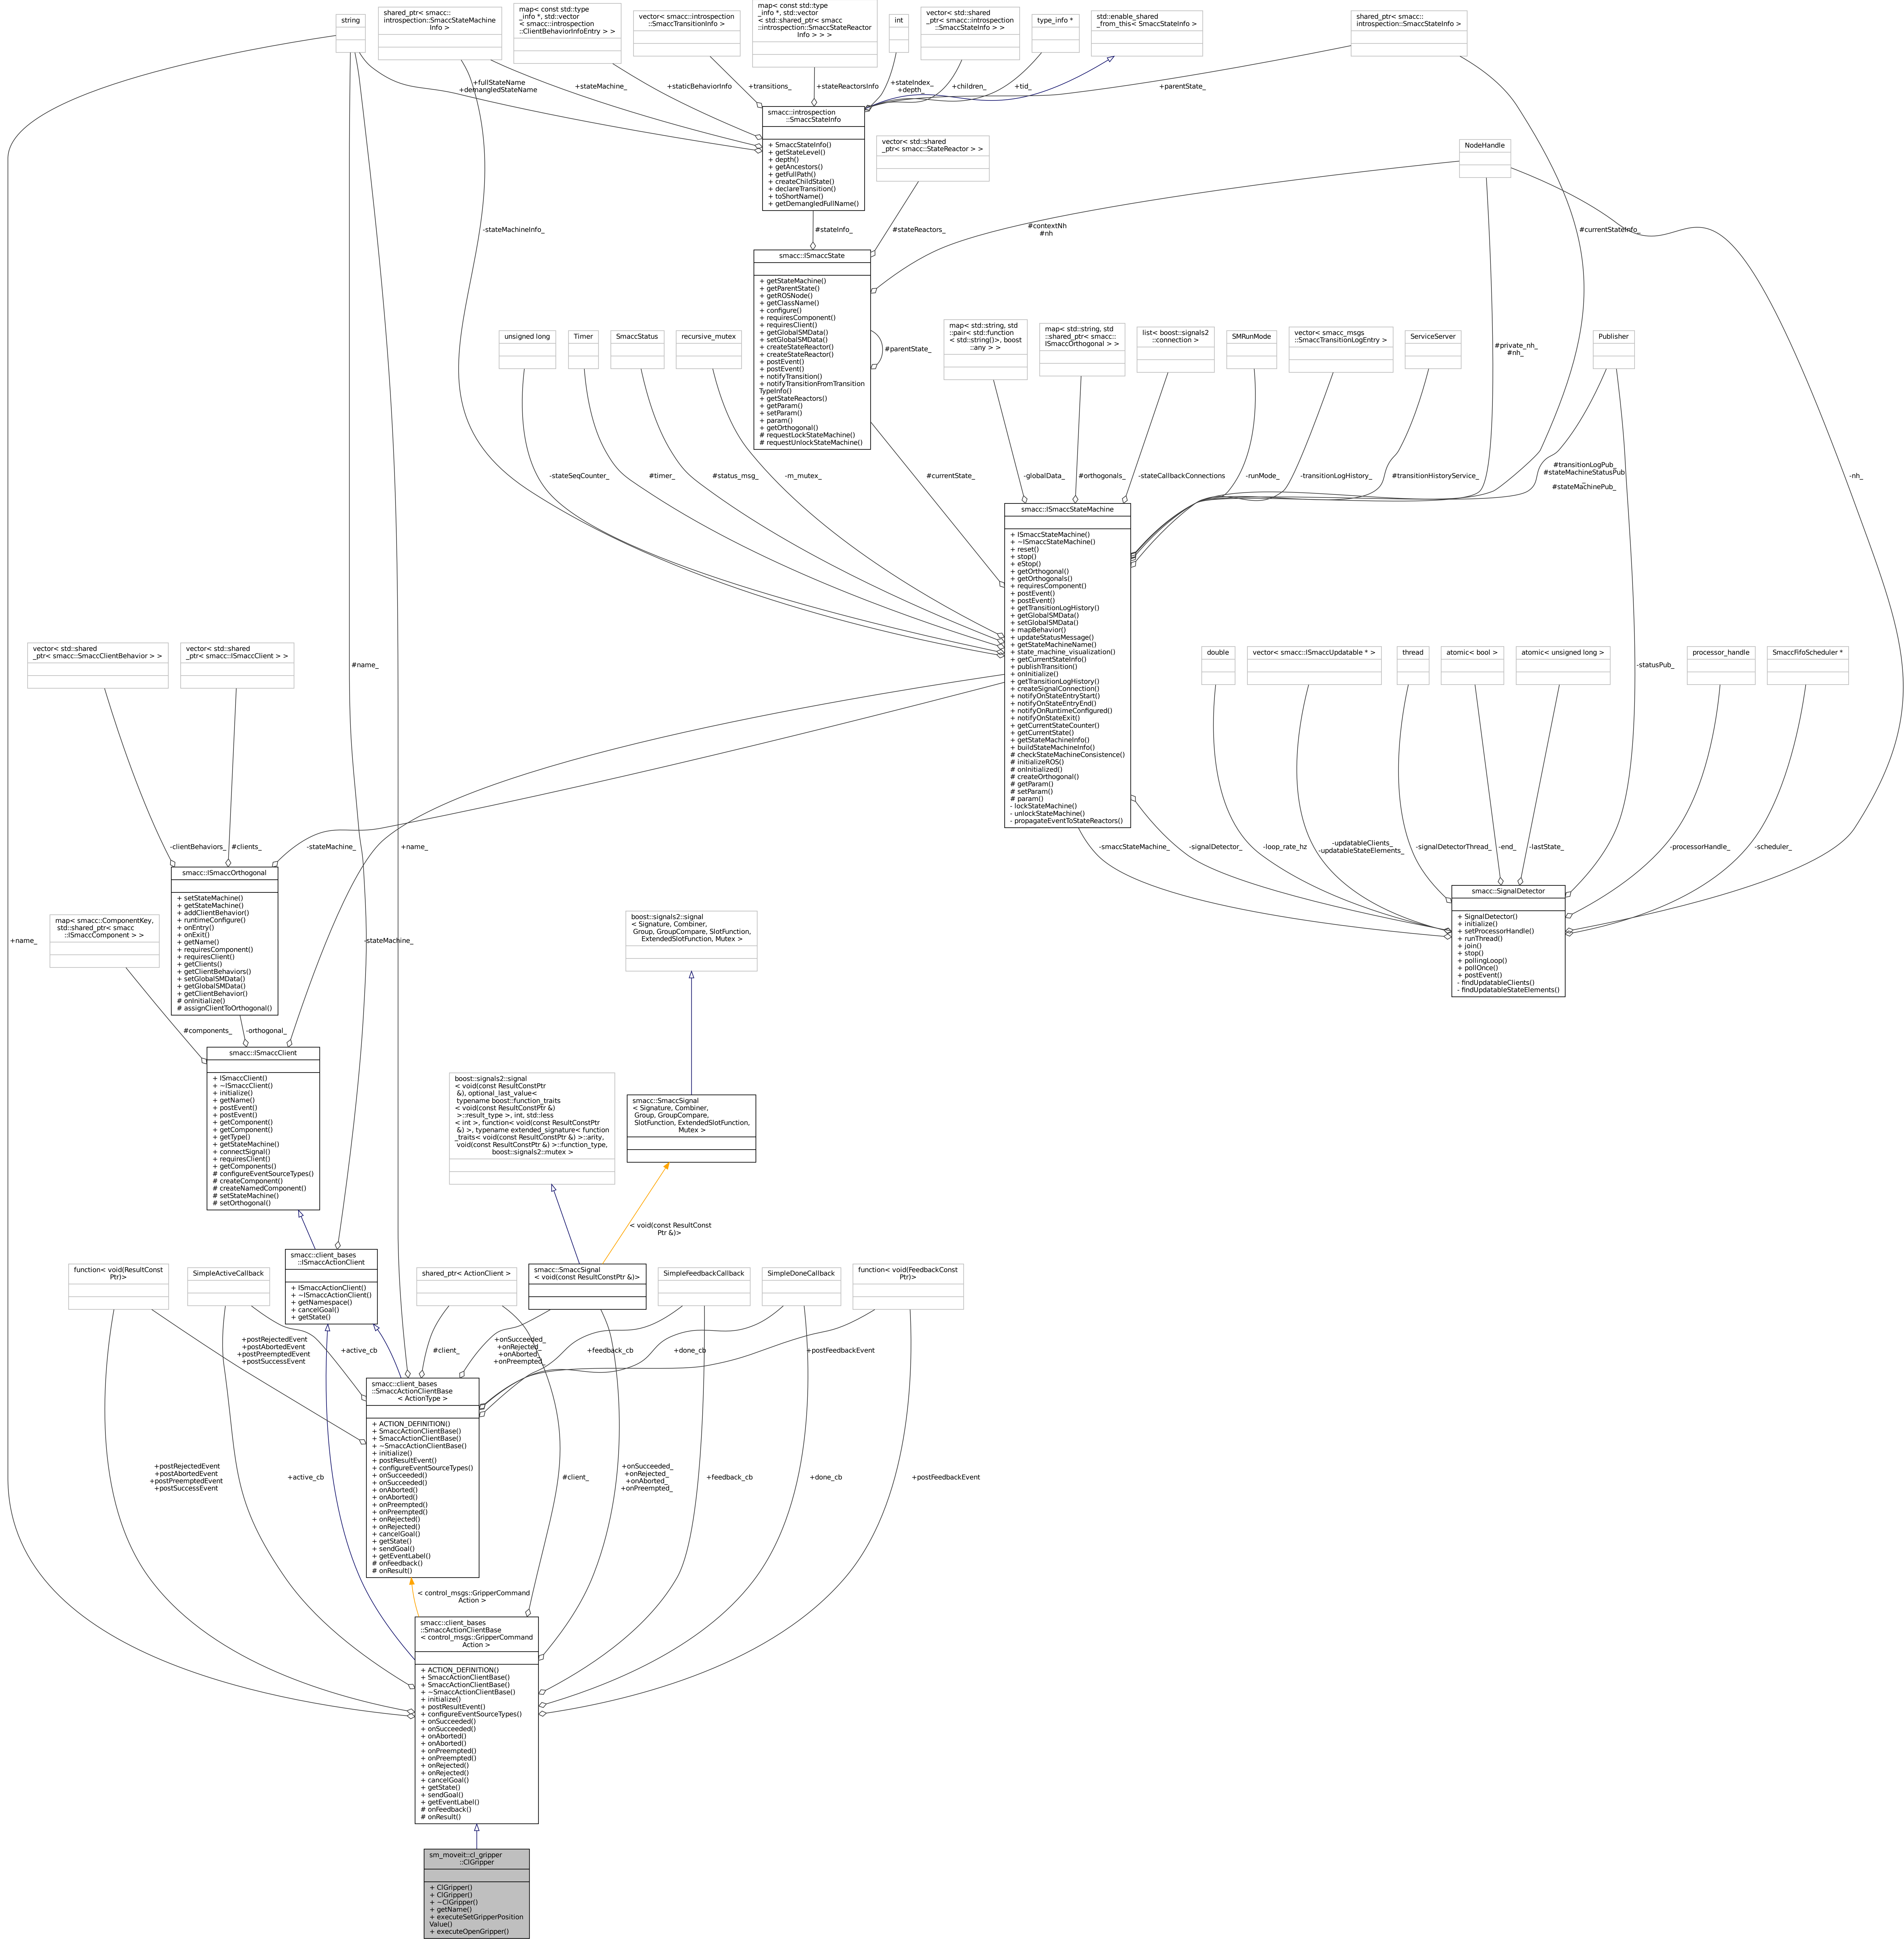 string
shared_ptr< smacc::
introspection::SmaccStateMachine
Info >
map< const std::type
_info *, std::vector
< smacc::introspection
::ClientBehaviorInfoEntry > >
vector< smacc::introspection
::SmaccTransitionInfo >
map< const std::type
_info *, std::vector
< std::shared_ptr< smacc
::introspection::SmaccStateReactor
Info > > >
int
vector< std::shared
_ptr< smacc::introspection
::SmaccStateInfo > >
type_info *
std::enable_shared
_from_this< SmaccStateInfo >
shared_ptr< smacc::
introspection::SmaccStateInfo >
+fullStateName
+demangledStateName
+stateMachine_
+staticBehaviorInfo
+transitions_
+stateReactorsInfo
+stateIndex_
+depth_
+children_
+tid_
+parentState_
smacc::introspection
::SmaccStateInfo
+ SmaccStateInfo()
+ getStateLevel()
+ depth()
+ getAncestors()
+ getFullPath()
+ createChildState()
+ declareTransition()
+ toShortName()
+ getDemangledFullName()
vector< std::shared
_ptr< smacc::StateReactor > >
NodeHandle
-stateMachineInfo_
#stateInfo_
#stateReactors_
#contextNh
#nh
#currentStateInfo_
smacc::ISmaccState
+ getStateMachine()
+ getParentState()
+ getROSNode()
+ getClassName()
+ configure()
+ requiresComponent()
+ requiresClient()
+ getGlobalSMData()
+ setGlobalSMData()
+ createStateReactor()
+ createStateReactor()
+ postEvent()
+ postEvent()
+ notifyTransition()
+ notifyTransitionFromTransition
TypeInfo()
+ getStateReactors()
+ getParam()
+ setParam()
+ param()
+ getOrthogonal()
# requestLockStateMachine()
# requestUnlockStateMachine()
#parentState_
unsigned long
Timer
SmaccStatus
recursive_mutex
map< std::string, std
::pair< std::function
< std::string()>, boost
::any > >
map< std::string, std
::shared_ptr< smacc::
ISmaccOrthogonal > >
list< boost::signals2
::connection >
SMRunMode
vector< smacc_msgs
::SmaccTransitionLogEntry >
ServiceServer
#private_nh_
#nh_
Publisher
-stateSeqCounter_
#timer_
#status_msg_
-m_mutex_
#currentState_
-globalData_
#orthogonals_
-stateCallbackConnections
-runMode_
-transitionLogHistory_
#transitionHistoryService_
#transitionLogPub_
#stateMachineStatusPub
_
#stateMachinePub_
-nh_
smacc::ISmaccStateMachine
+ ISmaccStateMachine()
+ ~ISmaccStateMachine()
+ reset()
+ stop()
+ eStop()
+ getOrthogonal()
+ getOrthogonals()
+ requiresComponent()
+ postEvent()
+ postEvent()
+ getTransitionLogHistory()
+ getGlobalSMData()
+ setGlobalSMData()
+ mapBehavior()
+ updateStatusMessage()
+ getStateMachineName()
+ state_machine_visualization()
+ getCurrentStateInfo()
+ publishTransition()
+ onInitialize()
+ getTransitionLogHistory()
+ createSignalConnection()
+ notifyOnStateEntryStart()
+ notifyOnStateEntryEnd()
+ notifyOnRuntimeConfigured()
+ notifyOnStateExit()
+ getCurrentStateCounter()
+ getCurrentState()
+ getStateMachineInfo()
+ buildStateMachineInfo()
# checkStateMachineConsistence()
# initializeROS()
# onInitialized()
# createOrthogonal()
# getParam()
# setParam()
# param()
- lockStateMachine()
- unlockStateMachine()
- propagateEventToStateReactors()
vector< std::shared
_ptr< smacc::SmaccClientBehavior > >
vector< std::shared
_ptr< smacc::ISmaccClient > >
#name_
double
vector< smacc::ISmaccUpdatable * >
thread
atomic< bool >
atomic< unsigned long >
-statusPub_
processor_handle
SmaccFifoScheduler *
-clientBehaviors_
#clients_
-stateMachine_
+name_
-smaccStateMachine_
-signalDetector_
-loop_rate_hz
-updatableClients_
-updatableStateElements_
-signalDetectorThread_
-end_
-lastState_
-processorHandle_
-scheduler_
smacc::ISmaccOrthogonal
+ setStateMachine()
+ getStateMachine()
+ addClientBehavior()
+ runtimeConfigure()
+ onEntry()
+ onExit()
+ getName()
+ requiresComponent()
+ requiresClient()
+ getClients()
+ getClientBehaviors()
+ setGlobalSMData()
+ getGlobalSMData()
+ getClientBehavior()
# onInitialize()
# assignClientToOrthogonal()
smacc::SignalDetector
+ SignalDetector()
+ initialize()
+ setProcessorHandle()
+ runThread()
+ join()
+ stop()
+ pollingLoop()
+ pollOnce()
+ postEvent()
- findUpdatableClients()
- findUpdatableStateElements()
map< smacc::ComponentKey,
std::shared_ptr< smacc
::ISmaccComponent > >
boost::signals2::signal
< Signature, Combiner,
Group, GroupCompare, SlotFunction,
ExtendedSlotFunction, Mutex >
+name_
-stateMachine_
#components_
-orthogonal_
smacc::ISmaccClient
+ ISmaccClient()
+ ~ISmaccClient()
+ initialize()
+ getName()
+ postEvent()
+ postEvent()
+ getComponent()
+ getComponent()
+ getType()
+ getStateMachine()
+ connectSignal()
+ requiresClient()
+ getComponents()
# configureEventSourceTypes()
# createComponent()
# createNamedComponent()
# setStateMachine()
# setOrthogonal()
boost::signals2::signal
< void(const ResultConstPtr
&), optional_last_value<
typename boost::function_traits
< void(const ResultConstPtr &)
>::result_type >, int, std::less
< int >, function< void(const ResultConstPtr
&) >, typename extended_signature< function
_traits< void(const ResultConstPtr &) >::arity,
void(const ResultConstPtr &) >::function_type,
boost::signals2::mutex >
smacc::SmaccSignal
< Signature, Combiner,
Group, GroupCompare,
SlotFunction, ExtendedSlotFunction,
Mutex >
< void(const ResultConst
Ptr &)>
smacc::client_bases
::ISmaccActionClient
+ ISmaccActionClient()
+ ~ISmaccActionClient()
+ getNamespace()
+ cancelGoal()
+ getState()
function< void(ResultConst
Ptr)>
SimpleActiveCallback
shared_ptr< ActionClient >
smacc::SmaccSignal
< void(const ResultConstPtr &)>
SimpleFeedbackCallback
SimpleDoneCallback
function< void(FeedbackConst
Ptr)>
+postRejectedEvent
+postAbortedEvent
+postPreemptedEvent
+postSuccessEvent
+active_cb
#client_
+onSucceeded_
+onRejected_
+onAborted_
+onPreempted_
+feedback_cb
+done_cb
+postFeedbackEvent
smacc::client_bases
::SmaccActionClientBase
< ActionType >
+ ACTION_DEFINITION()
+ SmaccActionClientBase()
+ SmaccActionClientBase()
+ ~SmaccActionClientBase()
+ initialize()
+ postResultEvent()
+ configureEventSourceTypes()
+ onSucceeded()
+ onSucceeded()
+ onAborted()
+ onAborted()
+ onPreempted()
+ onPreempted()
+ onRejected()
+ onRejected()
+ cancelGoal()
+ getState()
+ sendGoal()
+ getEventLabel()
# onFeedback()
# onResult()
+postRejectedEvent
+postAbortedEvent
+postPreemptedEvent
+postSuccessEvent
+active_cb
#client_
+onSucceeded_
+onRejected_
+onAborted_
+onPreempted_
+feedback_cb
+done_cb
+postFeedbackEvent
< control_msgs::GripperCommand
Action >
smacc::client_bases
::SmaccActionClientBase
< control_msgs::GripperCommand
Action >
+ ACTION_DEFINITION()
+ SmaccActionClientBase()
+ SmaccActionClientBase()
+ ~SmaccActionClientBase()
+ initialize()
+ postResultEvent()
+ configureEventSourceTypes()
+ onSucceeded()
+ onSucceeded()
+ onAborted()
+ onAborted()
+ onPreempted()
+ onPreempted()
+ onRejected()
+ onRejected()
+ cancelGoal()
+ getState()
+ sendGoal()
+ getEventLabel()
# onFeedback()
# onResult()
sm_moveit::cl_gripper
::ClGripper
+ ClGripper()
+ ClGripper()
+ ~ClGripper()
+ getName()
+ executeSetGripperPosition
Value()
+ executeOpenGripper()